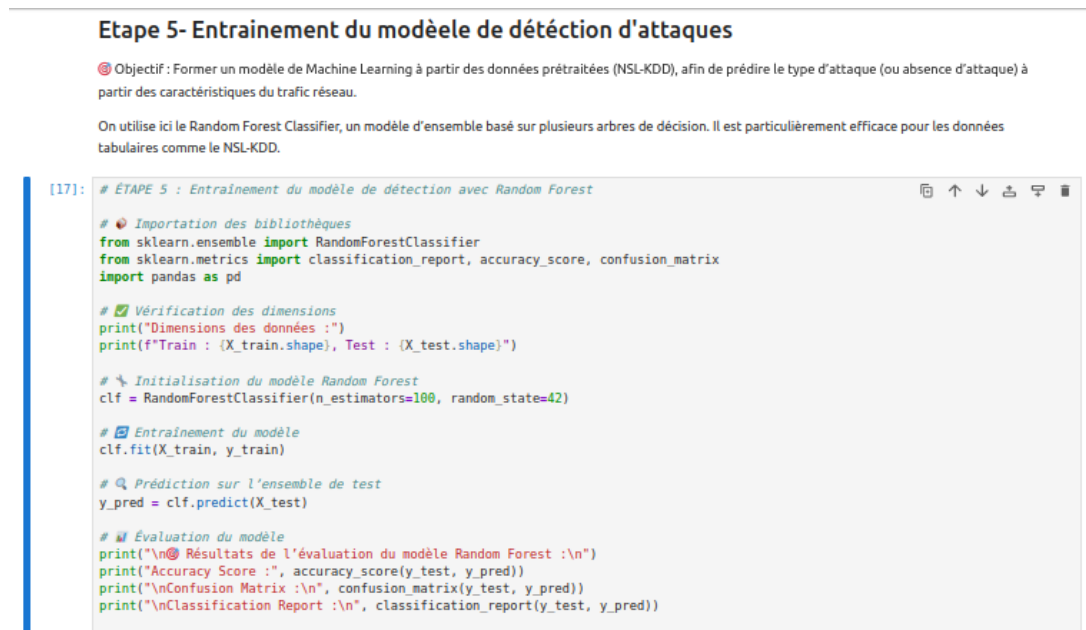 Etape 5- Entrainement du modèele de détéction d'attaques
🎯 Objectif : Former un modèle de Machine Learning à partir des données prétraitées (NSL-KDD), afin de prédire le type d'attaque (ou absence d'attaque) à
partir des caractéristiques du trafic réseau.
On utilise ici le Random Forest Classifier, un modèle d'ensemble basé sur plusieurs arbres de décision. Il est particulièrement efficace pour les données
tabulaires comme le NSL-KDD.
[17]: # ÉTAPE 5 : Entraînement du modèle de détection avec Random Forest
# 📦 Importation des bibliothèques
from sklearn.ensemble import RandomForestClassifier
from sklearn.metrics import classification_report, accuracy_score, confusion_matrix
import pandas as pd
# ✅ Vérification des dimensions
print("Dimensions des données :")
print(f"Train : {X_train.shape}, Test : {X_test.shape}")
# 🔧 Initialisation du modèle Random Forest
clf = RandomForestClassifier(n_estimators=100, random_state=42)
# 🔁 Entraînement du modèle
clf.fit(X_train, y_train)
# 🔍 Prédiction sur l'ensemble de test
y_pred = clf.predict(X_test)
# 📊 Évaluation du modèle
print("\n🎯 Résultats de l'évaluation du modèle Random Forest :\n")
print("Accuracy Score :", accuracy_score(y_test, y_pred))
print("\nConfusion Matrix :\n", confusion_matrix(y_test, y_pred))
print("\nClassification Report :\n", classification_report(y_test, y_pred))